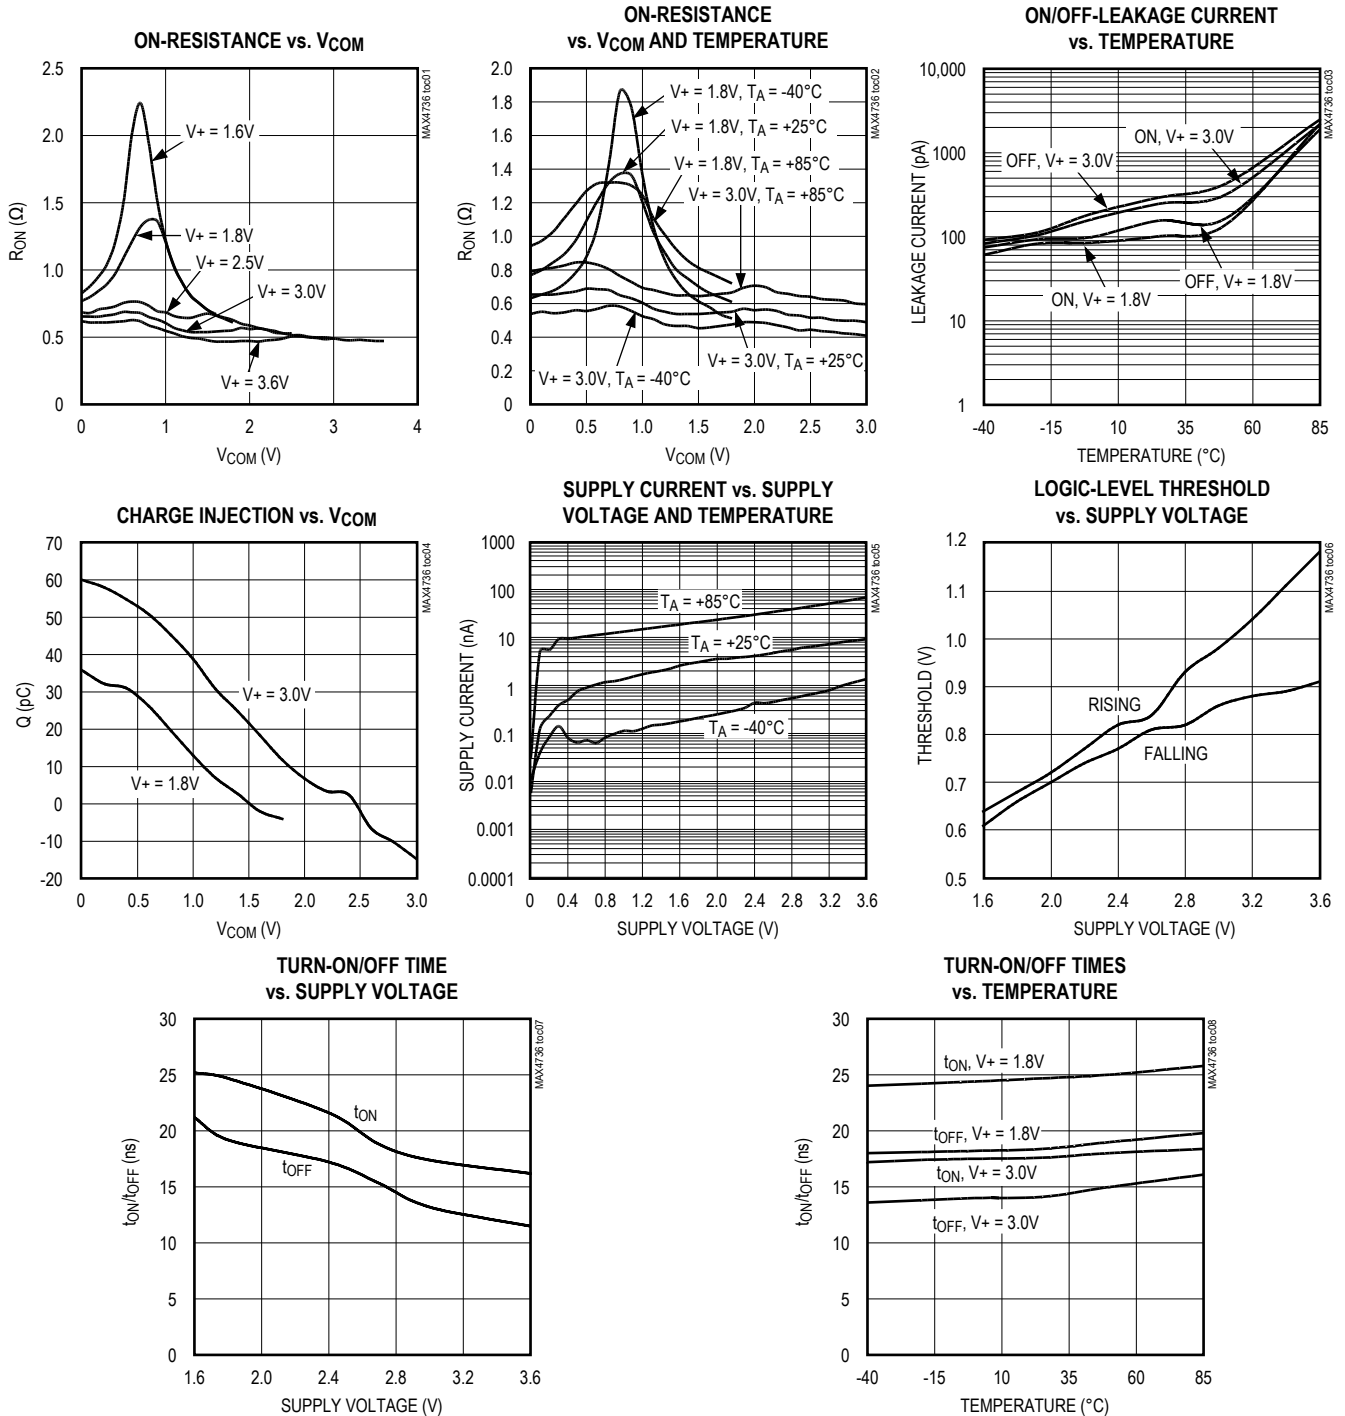 ON-RESISTANCE vs. VCOM
2.5
2.0
1.5
1.0
0.5
0
RON (Ω)
V+ = 1.6V
V+ = 1.8V
V+ = 2.5V
V+ = 3.0V
V+ = 3.6V
0 1 2 3 4
VCOM (V)
MAX4736 toc01
ON-RESISTANCE
vs. VCOM AND TEMPERATURE
2.0
1.8
1.6
1.4
1.2
1.0
0.8
0.6
0.4
0.2
0
RON (Ω)
V+ = 1.8V, TA = -40°C
V+ = 1.8V, TA = +25°C
V+ = 1.8V, TA = +85°C
V+ = 3.0V, TA = +85°C
V+ = 3.0V, TA = +25°C
V+ = 3.0V, TA = -40°C
0 0.5 1.0 1.5 2.0 2.5 3.0
VCOM (V)
MAX4736 toc02
ON/OFF-LEAKAGE CURRENT
vs. TEMPERATURE
10,000
1000
100
10
1
LEAKAGE CURRENT (pA)
ON, V+ = 3.0V
OFF, V+ = 3.0V
OFF, V+ = 1.8V
ON, V+ = 1.8V
-40 -15 10 35 60 85
TEMPERATURE (°C)
MAX4736 toc03
CHARGE INJECTION vs. VCOM
70
60
50
40
30
20
10
0
-10
-20
Q (pC)
V+ = 3.0V
V+ = 1.8V
0 0.5 1.0 1.5 2.0 2.5 3.0
VCOM (V)
MAX4736 toc04
SUPPLY CURRENT vs. SUPPLY
VOLTAGE AND TEMPERATURE
1000
100
10
1
0.1
0.01
0.001
0.0001
SUPPLY CURRENT (nA)
TA = +85°C
TA = +25°C
TA = -40°C
0 0.4 0.8 1.2 1.6 2.0 2.4 2.8 3.2 3.6
SUPPLY VOLTAGE (V)
MAX4736 toc05
LOGIC-LEVEL THRESHOLD
vs. SUPPLY VOLTAGE
1.2
1.1
1.0
0.9
0.8
0.7
0.6
0.5
THRESHOLD (V)
RISING
FALLING
1.6 2.0 2.4 2.8 3.2 3.6
SUPPLY VOLTAGE (V)
MAX4736 toc06
TURN-ON/OFF TIME
vs. SUPPLY VOLTAGE
30
25
20
15
10
5
0
tON/tOFF (ns)
tON
tOFF
1.6 2.0 2.4 2.8 3.2 3.6
SUPPLY VOLTAGE (V)
MAX4736 toc07
TURN-ON/OFF TIMES
vs. TEMPERATURE
30
25
20
15
10
5
0
tON/tOFF (ns)
tON, V+ = 1.8V
tOFF, V+ = 1.8V
tON, V+ = 3.0V
tOFF, V+ = 3.0V
-40 -15 10 35 60 85
TEMPERATURE (°C)
MAX4736 toc08